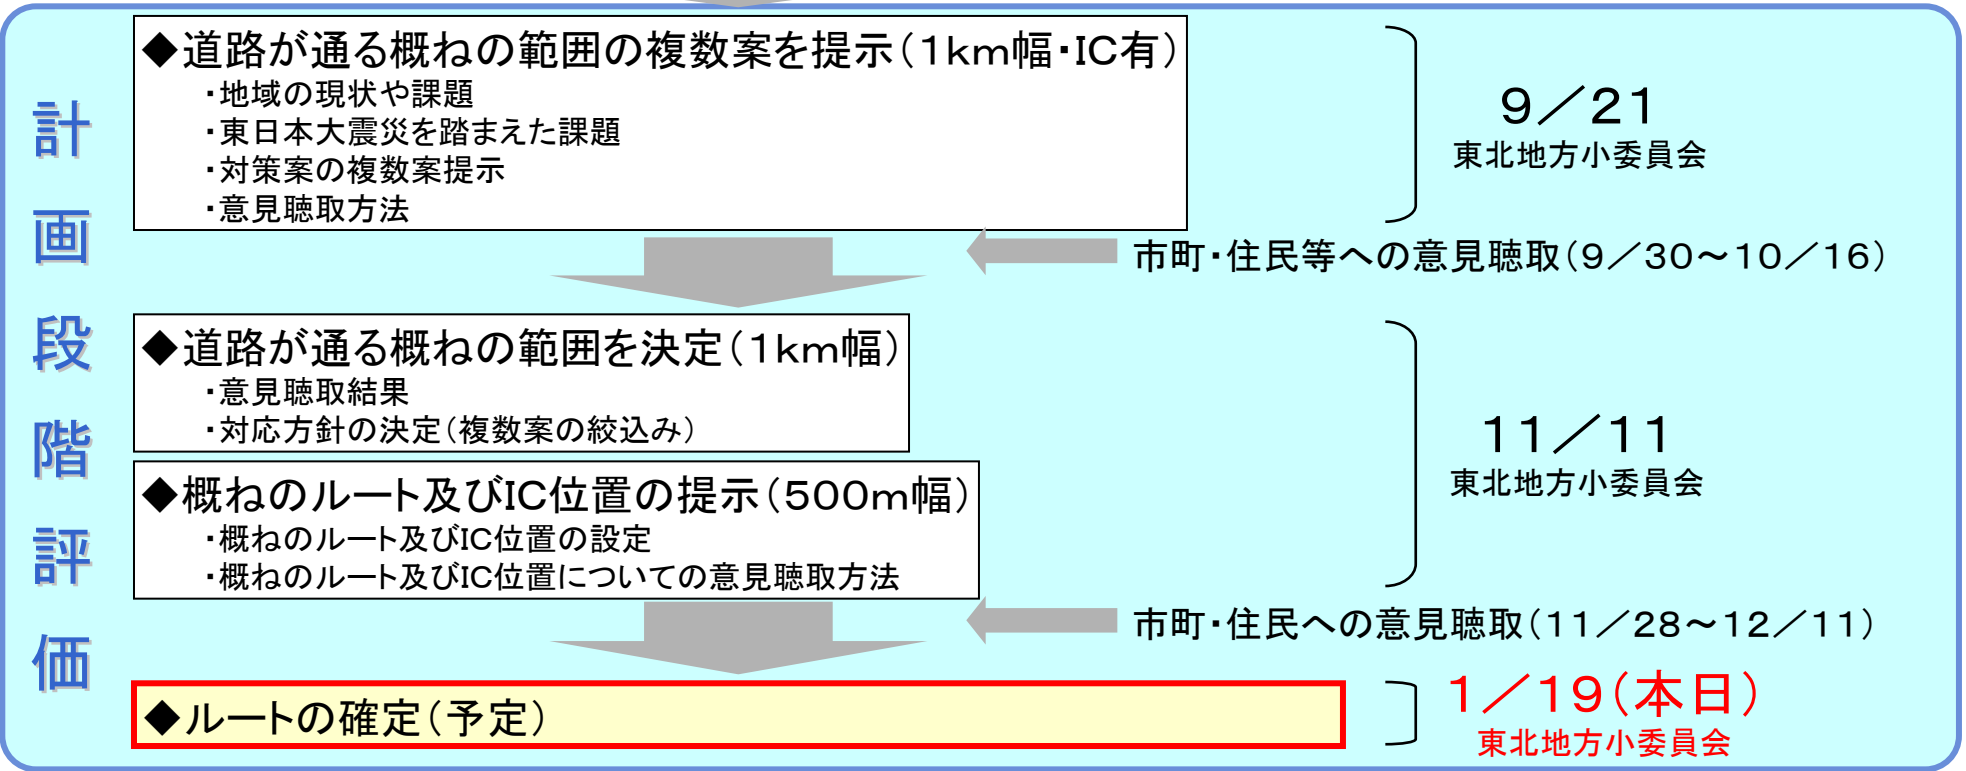 計画段階評価
◆道路が通る概ねの範囲の複数案を提示（1km幅・IC有）
・地域の現状や課題
・東日本大震災を踏まえた課題
・対策案の複数案提示
・意見聴取方法
9／21
東北地方小委員会
市町・住民等への意見聴取（9／30～10／16）
◆道路が通る概ねの範囲を決定（1km幅）
・意見聴取結果
・対応方針の決定（複数案の絞込み）
◆概ねのルート及びIC位置の提示（500m幅）
・概ねのルート及びIC位置の設定
・概ねのルート及びIC位置についての意見聴取方法
11／11
東北地方小委員会
市町・住民への意見聴取（11／28～12／11）
◆ルートの確定（予定）
1／19（本日）
東北地方小委員会